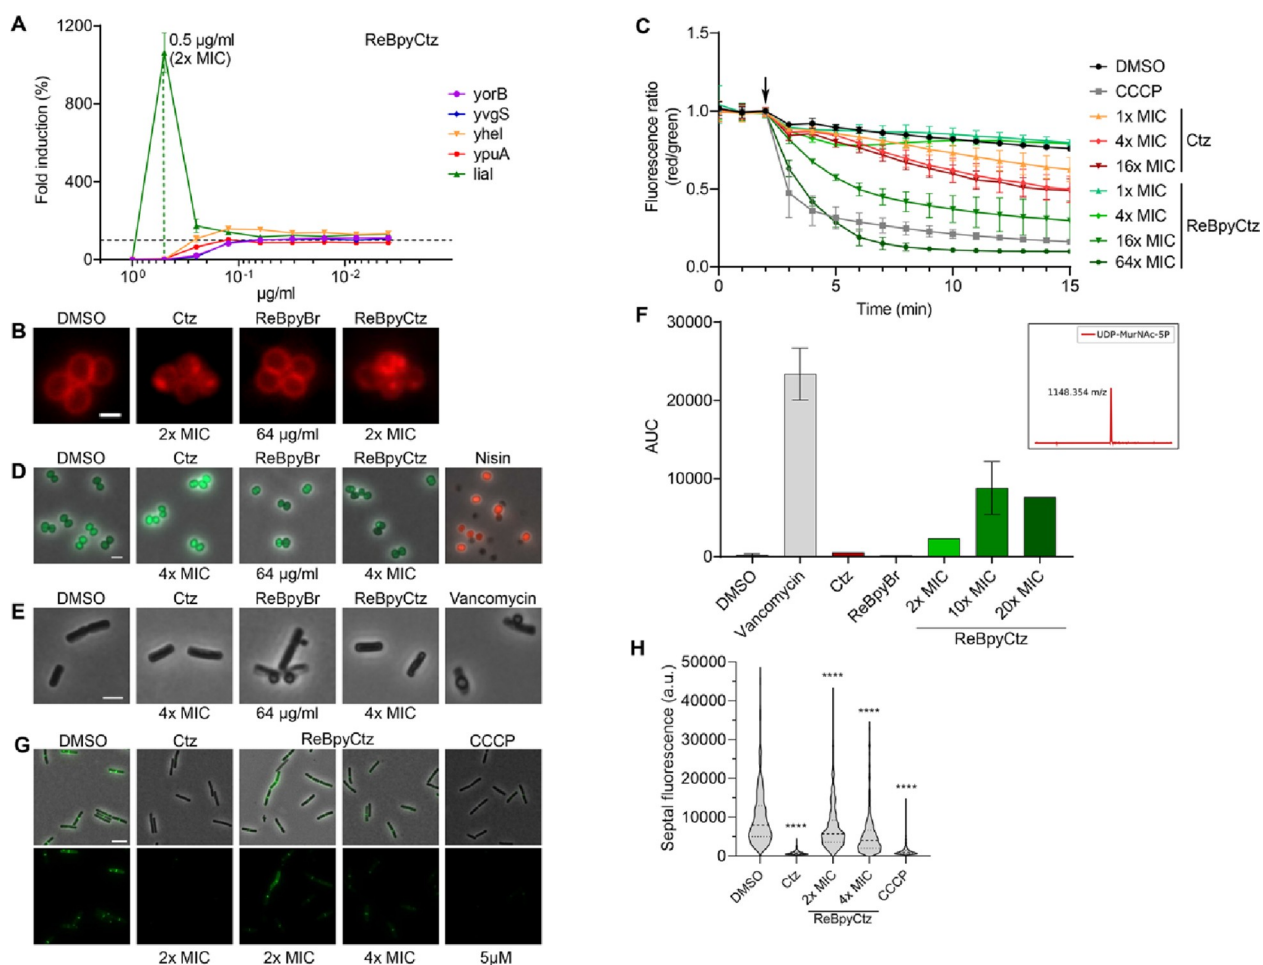 A
1200
800
400
0
Fold induction (%)
0.5 µg/ml
(2x MIC)
ReBpyCtz
yorB
yvgS
yheI
ypuA
liaI
10⁰
10⁻¹
10⁻²
µg/ml
B
DMSO
Ctz
ReBpyBr
ReBpyCtz
2x MIC
64 µg/ml
2x MIC
C
1.5
1.0
0.5
0.0
Fluorescence ratio
(red/green)
0
5
10
15
Time (min)
DMSO
CCCP
1x MIC
4x MIC
16x MIC
Ctz
1x MIC
4x MIC
16x MIC
64x MIC
ReBpyCtz
D
DMSO
Ctz
ReBpyBr
ReBpyCtz
Nisin
4x MIC
64 µg/ml
4x MIC
E
DMSO
Ctz
ReBpyBr
ReBpyCtz
Vancomycin
4x MIC
64 µg/ml
4x MIC
F
30000
20000
10000
0
AUC
UDP-MurNAc-5P
1148.354 m/z
DMSO
Vancomycin
Ctz
ReBpyBr
2x MIC
10x MIC
20x MIC
ReBpyCtz
G
DMSO
Ctz
ReBpyCtz
CCCP
2x MIC
2x MIC
4x MIC
5µM
H
50000
40000
30000
20000
10000
0
Septal fluorescence (a.u.)
****
****
****
****
DMSO
Ctz
2x MIC
4x MIC
CCCP
ReBpyCtz